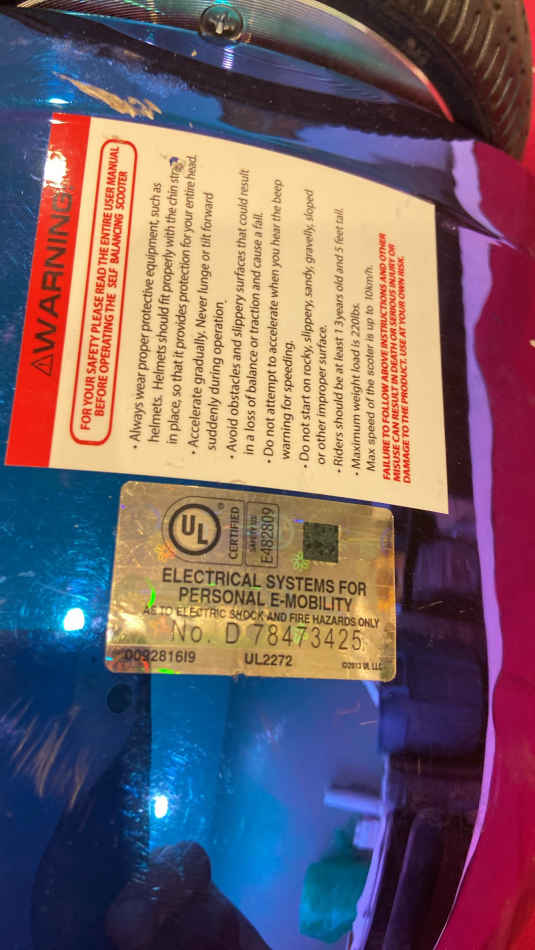 ⚠WARNING
FOR YOUR SAFETY PLEASE READ THE ENTIRE USER MANUAL
BEFORE OPERATING THE SELF BALANCING SCOOTER
• Always wear proper protective equipment, such as
helmets. Helmets should fit properly with the chin strap
in place, so that it provides protection for your entire head.
• Accelerate gradually. Never lunge or tilt forward
suddenly during operation.
• Avoid obstacles and slippery surfaces that could result
in a loss of balance or traction and cause a fall.
• Do not attempt to accelerate when you hear the beep
warning for speeding.
• Do not start on rocky, slippery, sandy, gravelly, sloped
or other improper surface.
• Riders should be at least 13years old and 5 feet tall.
• Maximum weight load is 220lbs.
Max speed of the scooter is up to 10km/h.
FAILURE TO FOLLOW ABOVE INSTRUCTIONS AND OTHER
MISUSE CAN RESULT IN DEATH OR SERIOUS INJURY OR
DAMAGE TO THE PRODUCT. USE AT YOUR OWN RISK.
UL ®
CERTIFIED
SAFETY US
E482809
ELECTRICAL SYSTEMS FOR
PERSONAL E-MOBILITY
AS TO ELECTRIC SHOCK AND FIRE HAZARDS ONLY
No. D 78473425
009281619 UL2272 ©2013 UL LLC